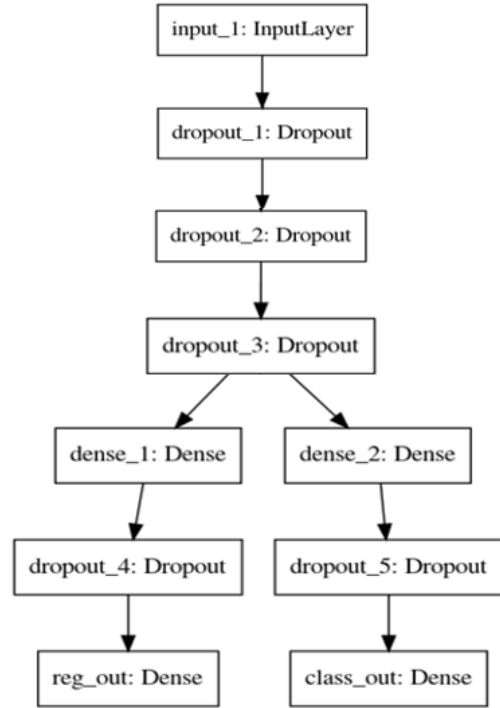 input_1: InputLayer
dropout_1: Dropout
dropout_2: Dropout
dropout_3: Dropout
dense_1: Dense
dense_2: Dense
dropout_4: Dropout
dropout_5: Dropout
reg_out: Dense
class_out: Dense